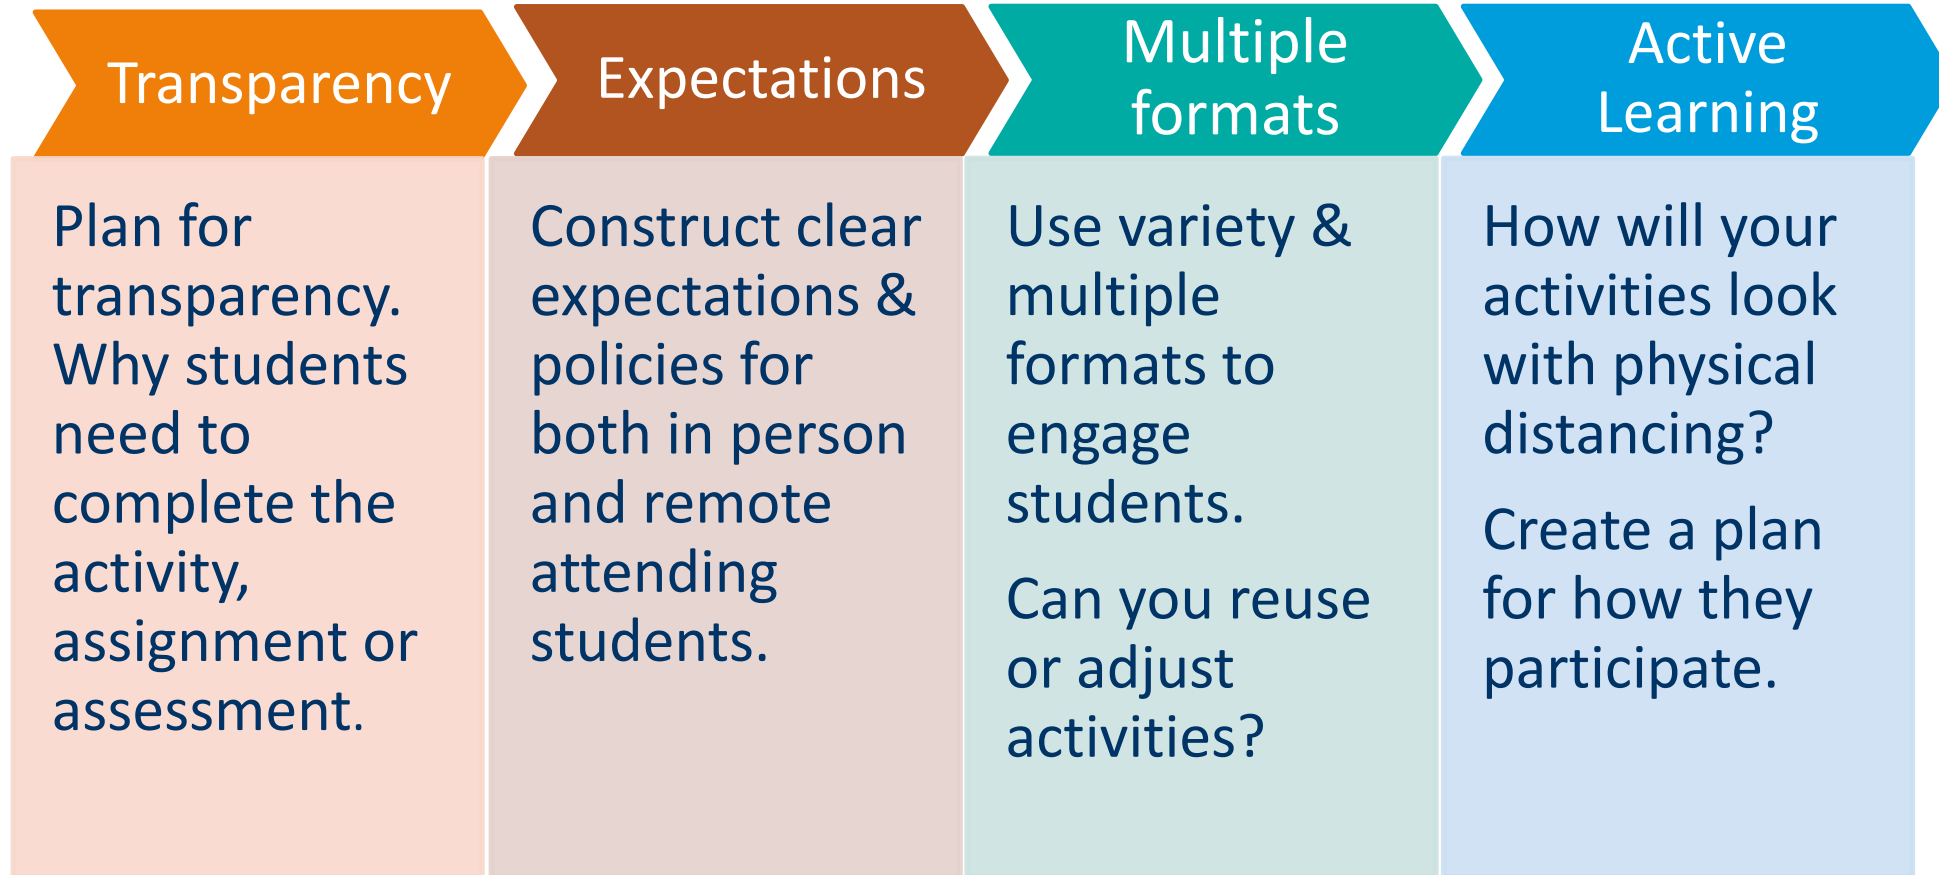 Transparency
Plan for
transparency.
Why students
need to
complete the
activity,
assignment or
assessment.
Expectations
Construct clear
expectations &
policies for
both in person
and remote
attending
students.
Multiple
formats
Use variety &
multiple
formats to
engage
students.
Can you reuse
or adjust
activities?
Active
Learning
How will your
activities look
with physical
distancing?
Create a plan
for how they
participate.